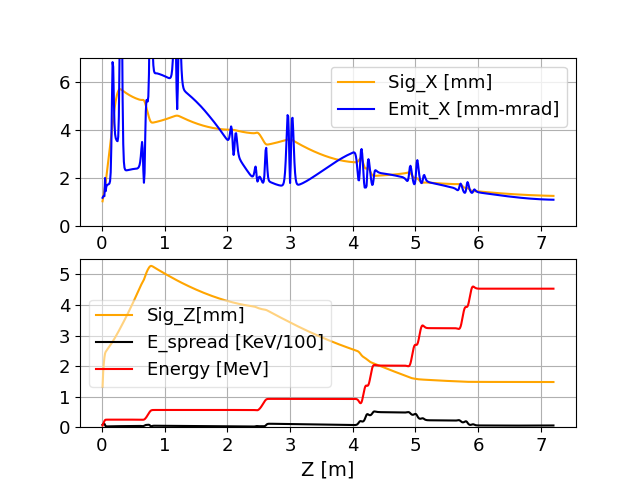 6
4
2
0
Sig_X [mm]
Emit_X [mm-mrad]
0 1 2 3 4 5 6 7
5
4
3
2
1
0
Sig_Z[mm]
E_spread [KeV/100]
Energy [MeV]
0 1 2 3 4 5 6 7
Z [m]